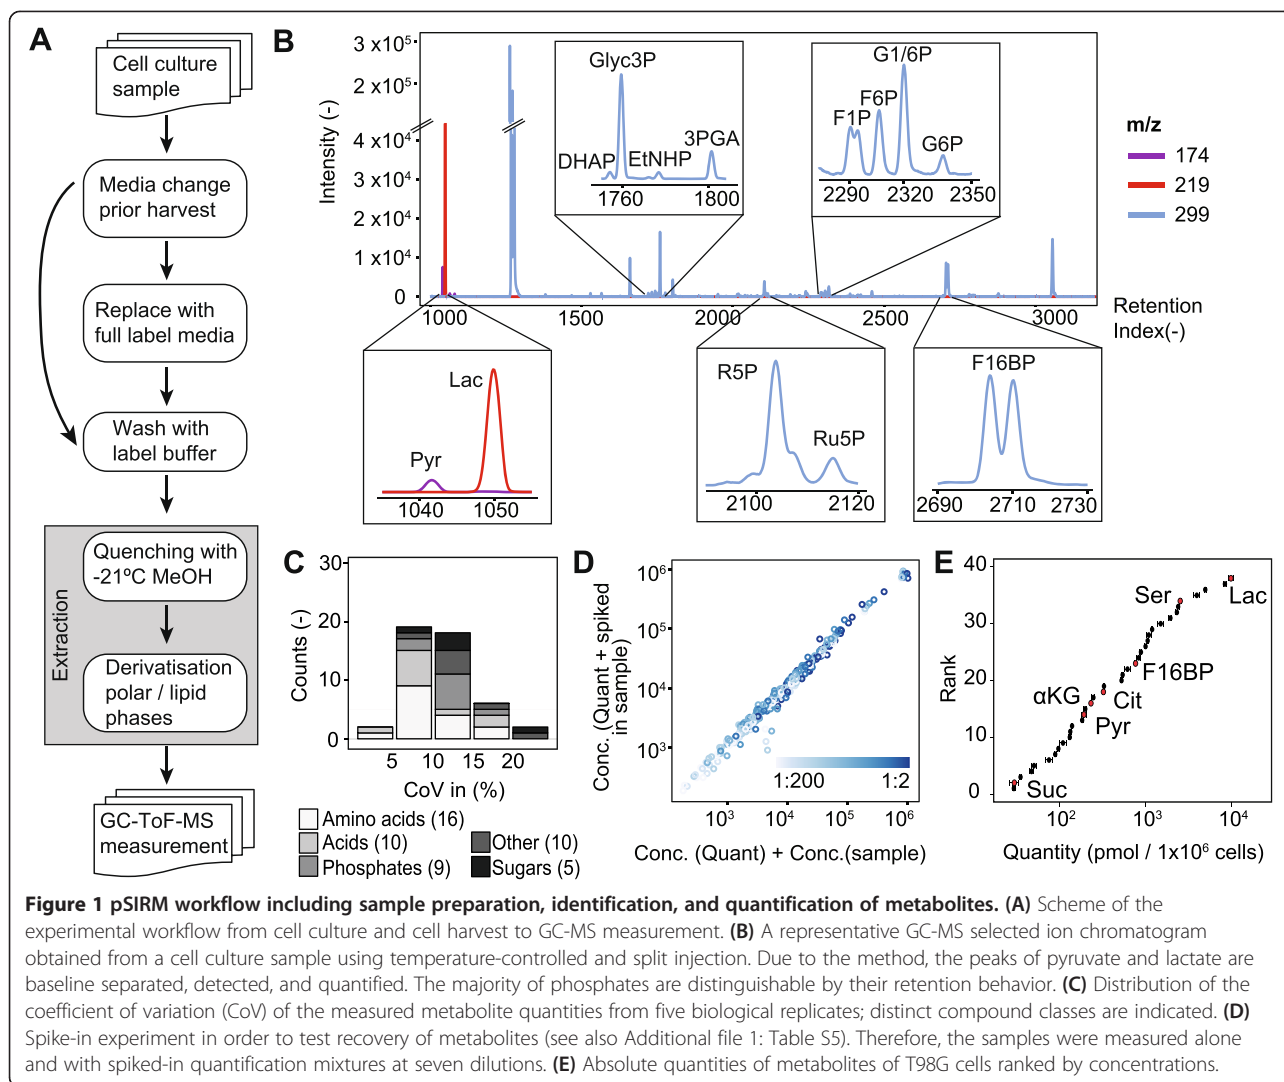 A
Cell culture
sample
Media change
prior harvest
Replace with
full label media
Wash with
label buffer
Extraction
Quenching with
-21ºC MeOH
Derivatisation
polar / lipid
phases
GC-ToF-MS
measurement
B
Intensity (-)
3 x10⁵
2 x10⁵
4 x10⁴
3 x10⁴
2 x10⁴
1 x10⁴
0
1000 1500 2000 2500 3000
Retention
Index(-)
Glyc3P
DHAP EtNHP 3PGA
1760 1800
G1/6P
F6P
F1P
G6P
2290 2320 2350
m/z
174
219
299
Lac
Pyr
1040 1050
R5P
Ru5P
2100 2120
F16BP
2690 2710 2730
C
Counts (-)
30
20
10
0
5 10 15 20
CoV in (%)
Amino acids (16)
Acids (10)
Phosphates (9)
Other (10)
Sugars (5)
D
Conc. (Quant + spiked
in sample)
10⁶
10⁵
10⁴
10³
1:200 1:2
10³ 10⁴ 10⁵ 10⁶
Conc. (Quant) + Conc.(sample)
E
Rank
40
30
20
10
0
Ser Lac
F16BP
αKG Cit
Pyr
Suc
10² 10³ 10⁴
Quantity (pmol / 1x10⁶ cells)
Figure 1 pSIRM workflow including sample preparation, identification, and quantification of metabolites. (A) Scheme of the
experimental workflow from cell culture and cell harvest to GC-MS measurement. (B) A representative GC-MS selected ion chromatogram
obtained from a cell culture sample using temperature-controlled and split injection. Due to the method, the peaks of pyruvate and lactate are
baseline separated, detected, and quantified. The majority of phosphates are distinguishable by their retention behavior. (C) Distribution of the
coefficient of variation (CoV) of the measured metabolite quantities from five biological replicates; distinct compound classes are indicated. (D)
Spike-in experiment in order to test recovery of metabolites (see also Additional file 1: Table S5). Therefore, the samples were measured alone
and with spiked-in quantification mixtures at seven dilutions. (E) Absolute quantities of metabolites of T98G cells ranked by concentrations.